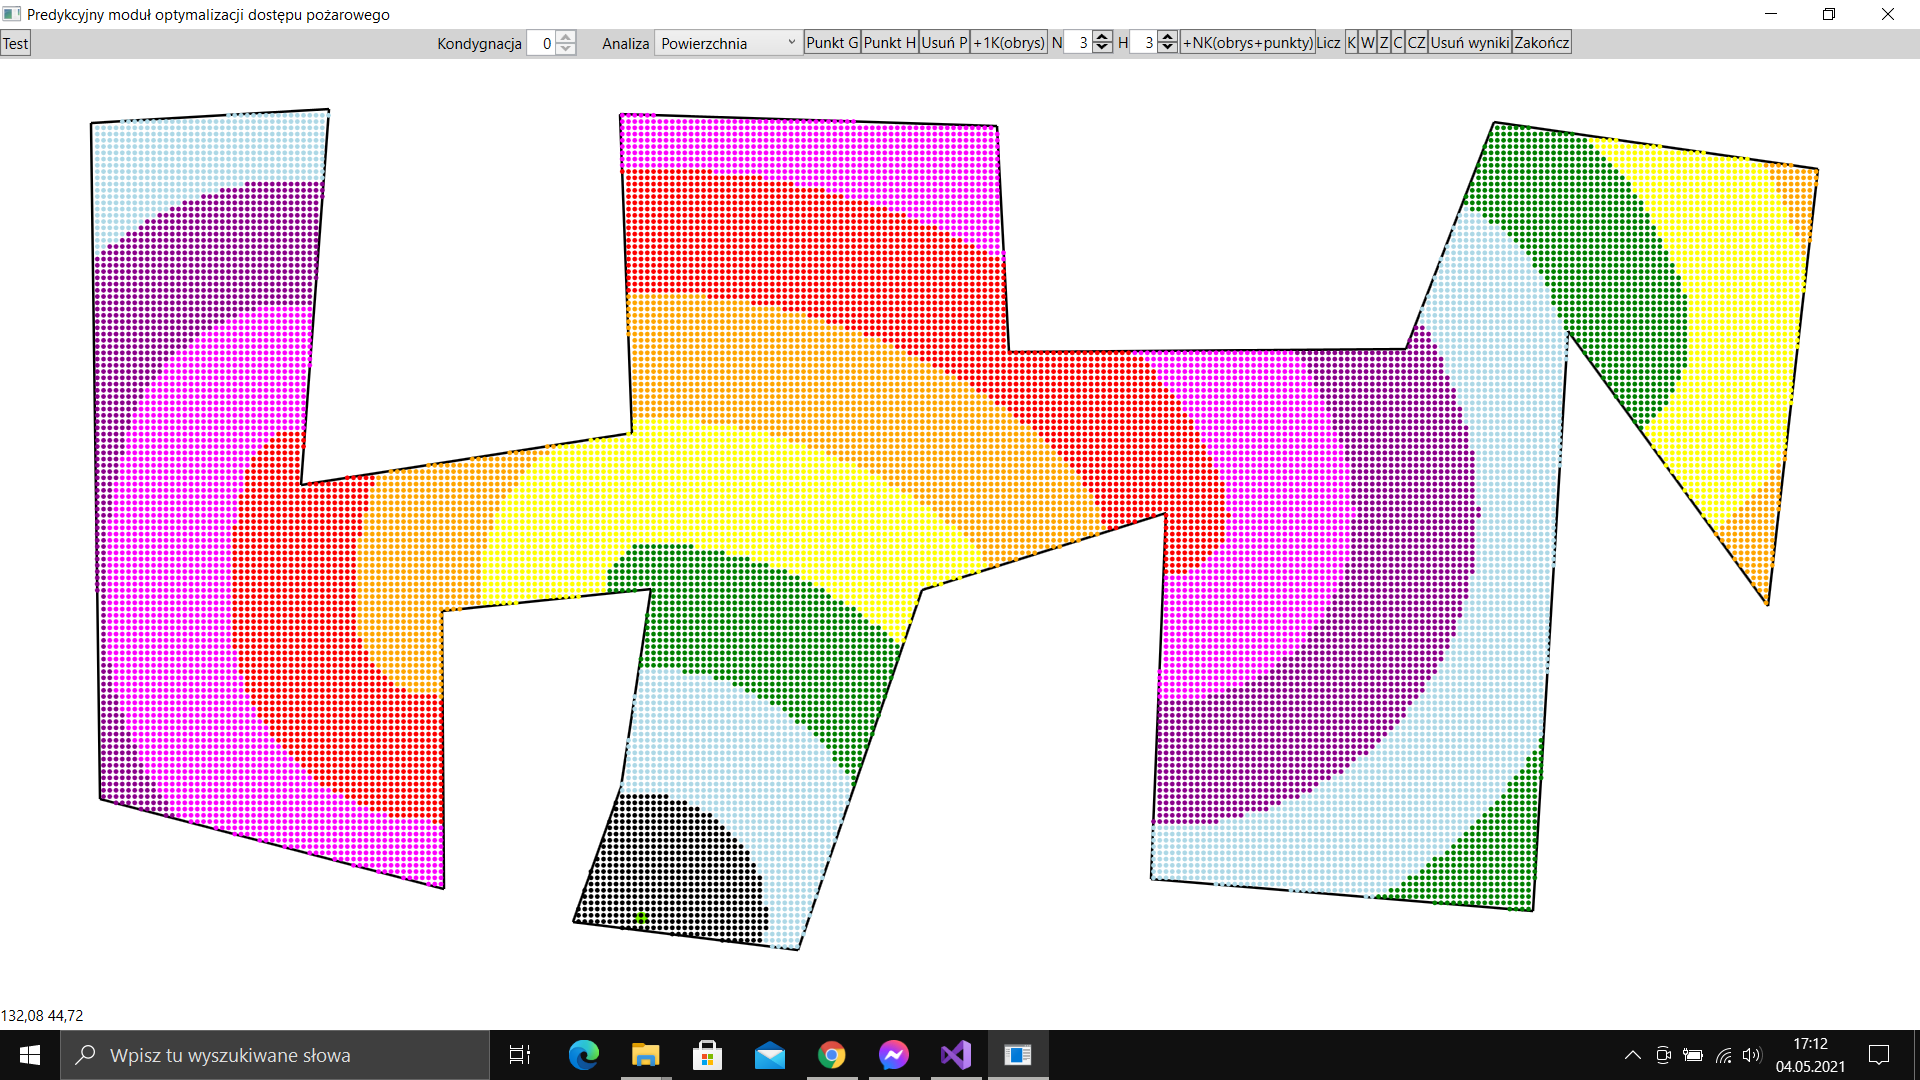 Predykcyjny moduł optymalizacji dostępu pożarowego
Test Kondygnacja 0 Analiza Powierzchnia Punkt G Punkt H Usuń P +1K(obrys) N 3 H 3 +NK(obrys+punkty) Licz K W Z C CZ Usuń wyniki Zakończ
132,08 44,72
Wpisz tu wyszukiwane słowa
17:12
04.05.2021